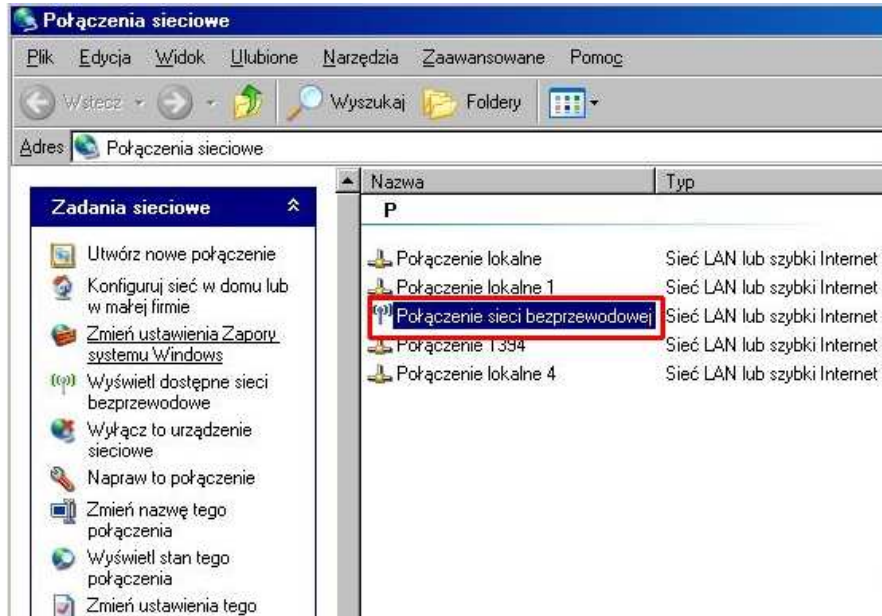 Połączenia sieciowe
Plik Edycja Widok Ulubione Narzędzia Zaawansowane Pomoc
Wstecz Wyszukaj Foldery
Adres Połączenia sieciowe
Zadania sieciowe
Utwórz nowe połączenie
Konfiguruj sieć w domu lub
w małej firmie
Zmień ustawienia Zapory
systemu Windows
Wyświetl dostępne sieci
bezprzewodowe
Wyłącz to urządzenie
sieciowe
Napraw to połączenie
Zmień nazwę tego
połączenia
Wyświetl stan tego
połączenia
Zmień ustawienia tego
Nazwa Typ
P
Połączenie lokalne Sieć LAN lub szybki Internet
Połączenie lokalne 1 Sieć LAN lub szybki Internet
Połączenie sieci bezprzewodowej Sieć LAN lub szybki Internet
Połączenie 1394 Sieć LAN lub szybki Internet
Połączenie lokalne 4 Sieć LAN lub szybki Internet